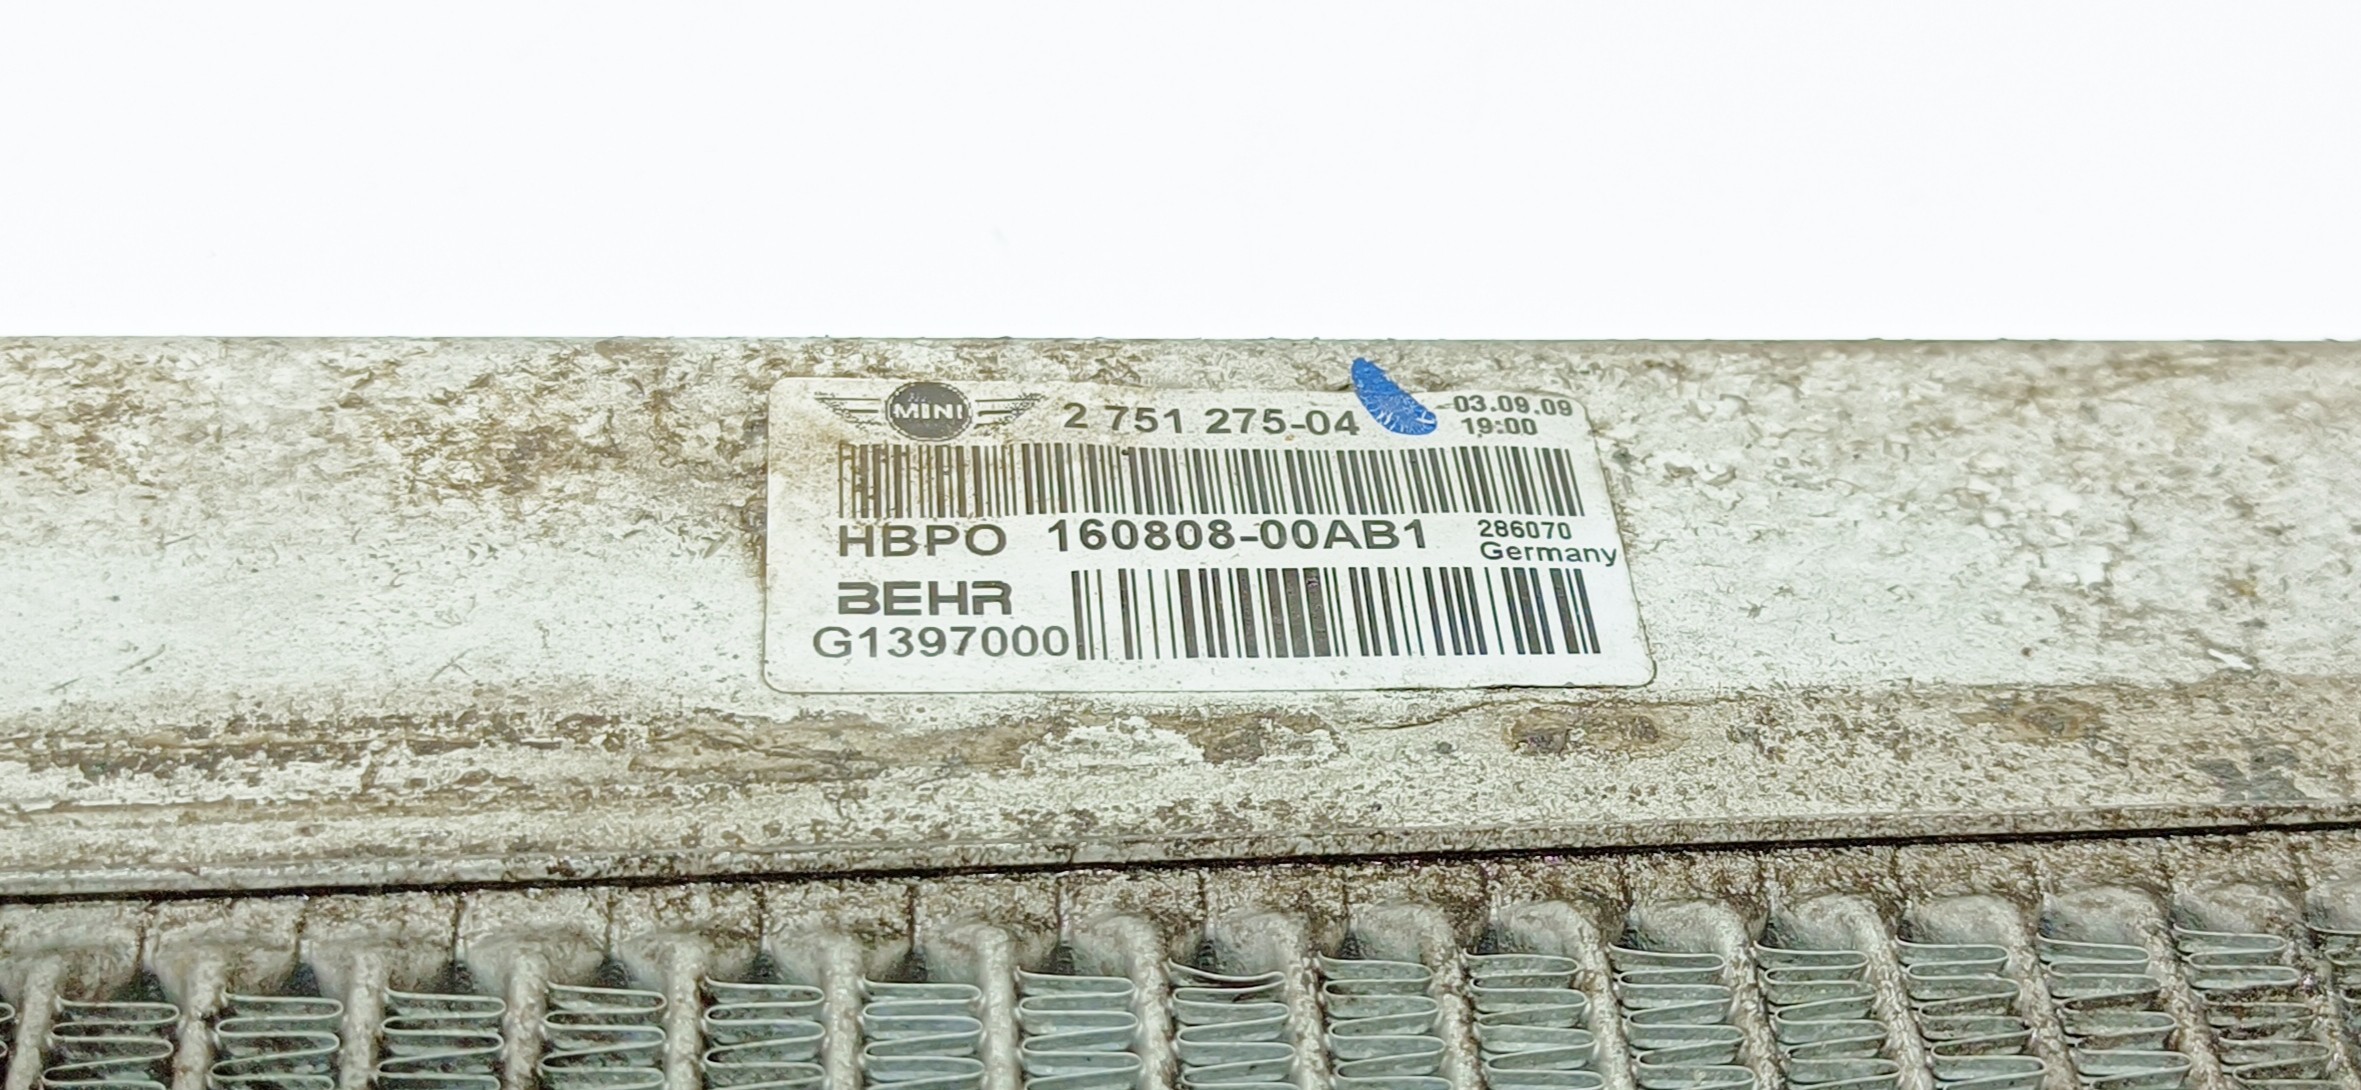 MINI 2 751 275-04 03.09.09
19:00
HBPO 160808-00AB1 286070
Germany
BEHR
G1397000